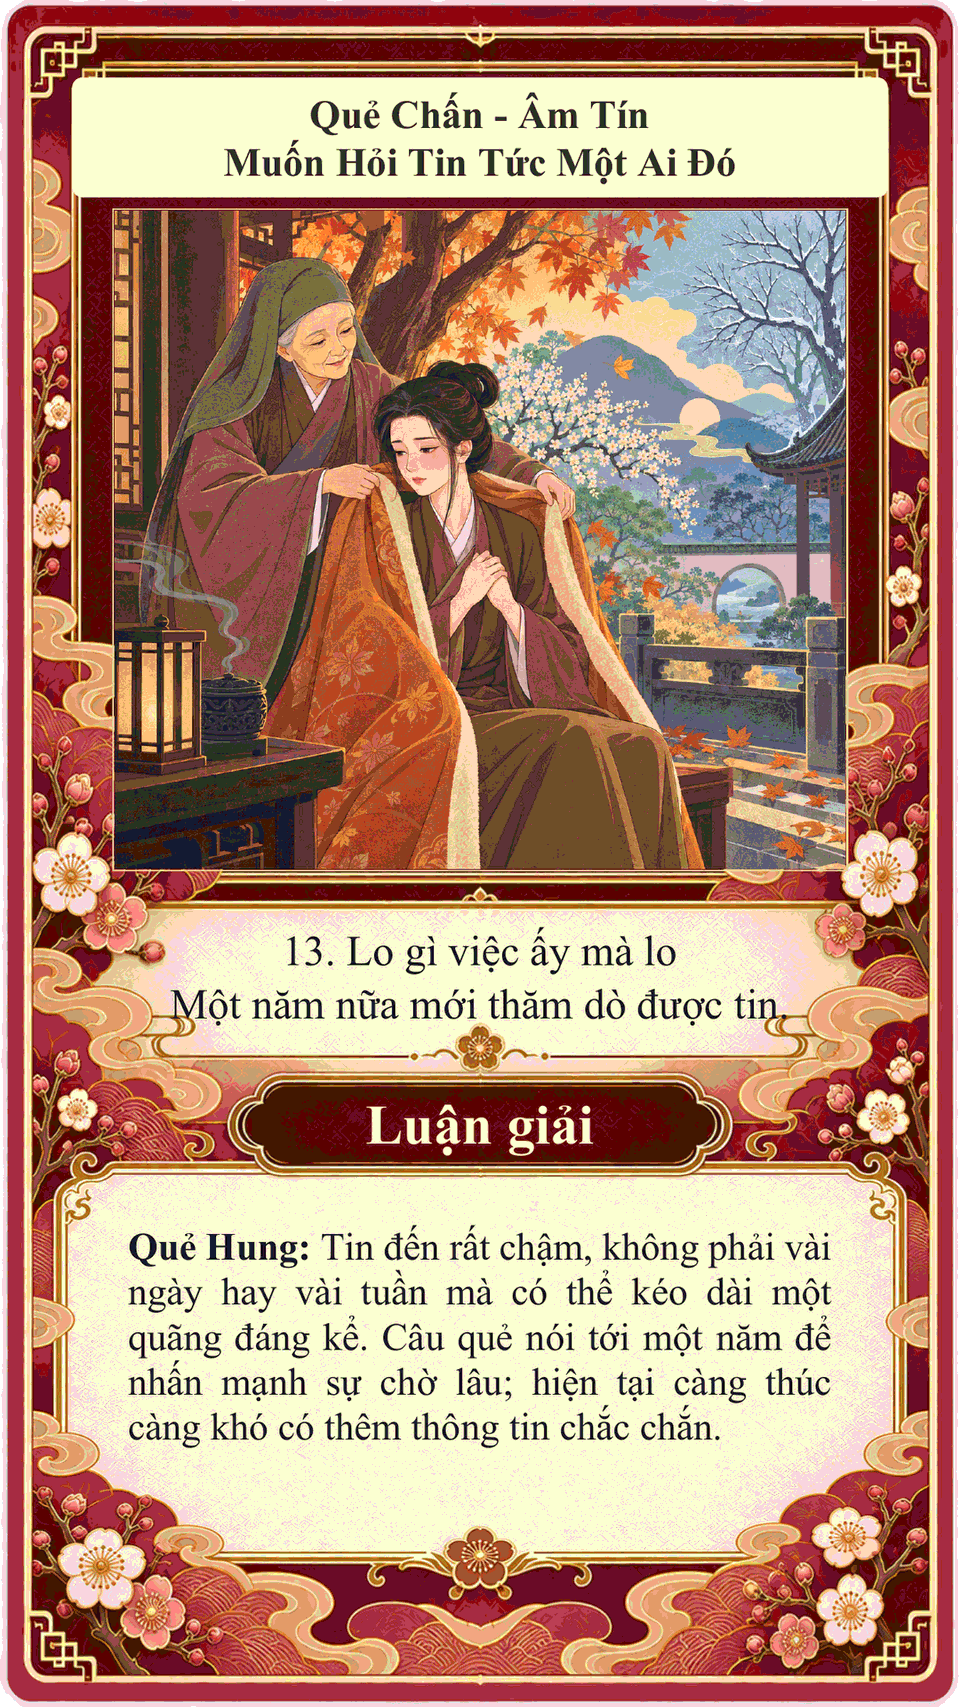 Quẻ Chấn - Âm Tín
Muốn Hỏi Tin Tức Một Ai Đó
13. Lo gì việc ấy mà lo
Một năm nữa mới thăm dò được tin.
Luận giải
Quẻ Hung: Tin đến rất chậm, không phải vài
ngày hay vài tuần mà có thể kéo dài một
quãng đáng kể. Câu quẻ nói tới một năm để
nhấn mạnh sự chờ lâu; hiện tại càng thúc
càng khó có thêm thông tin chắc chắn.